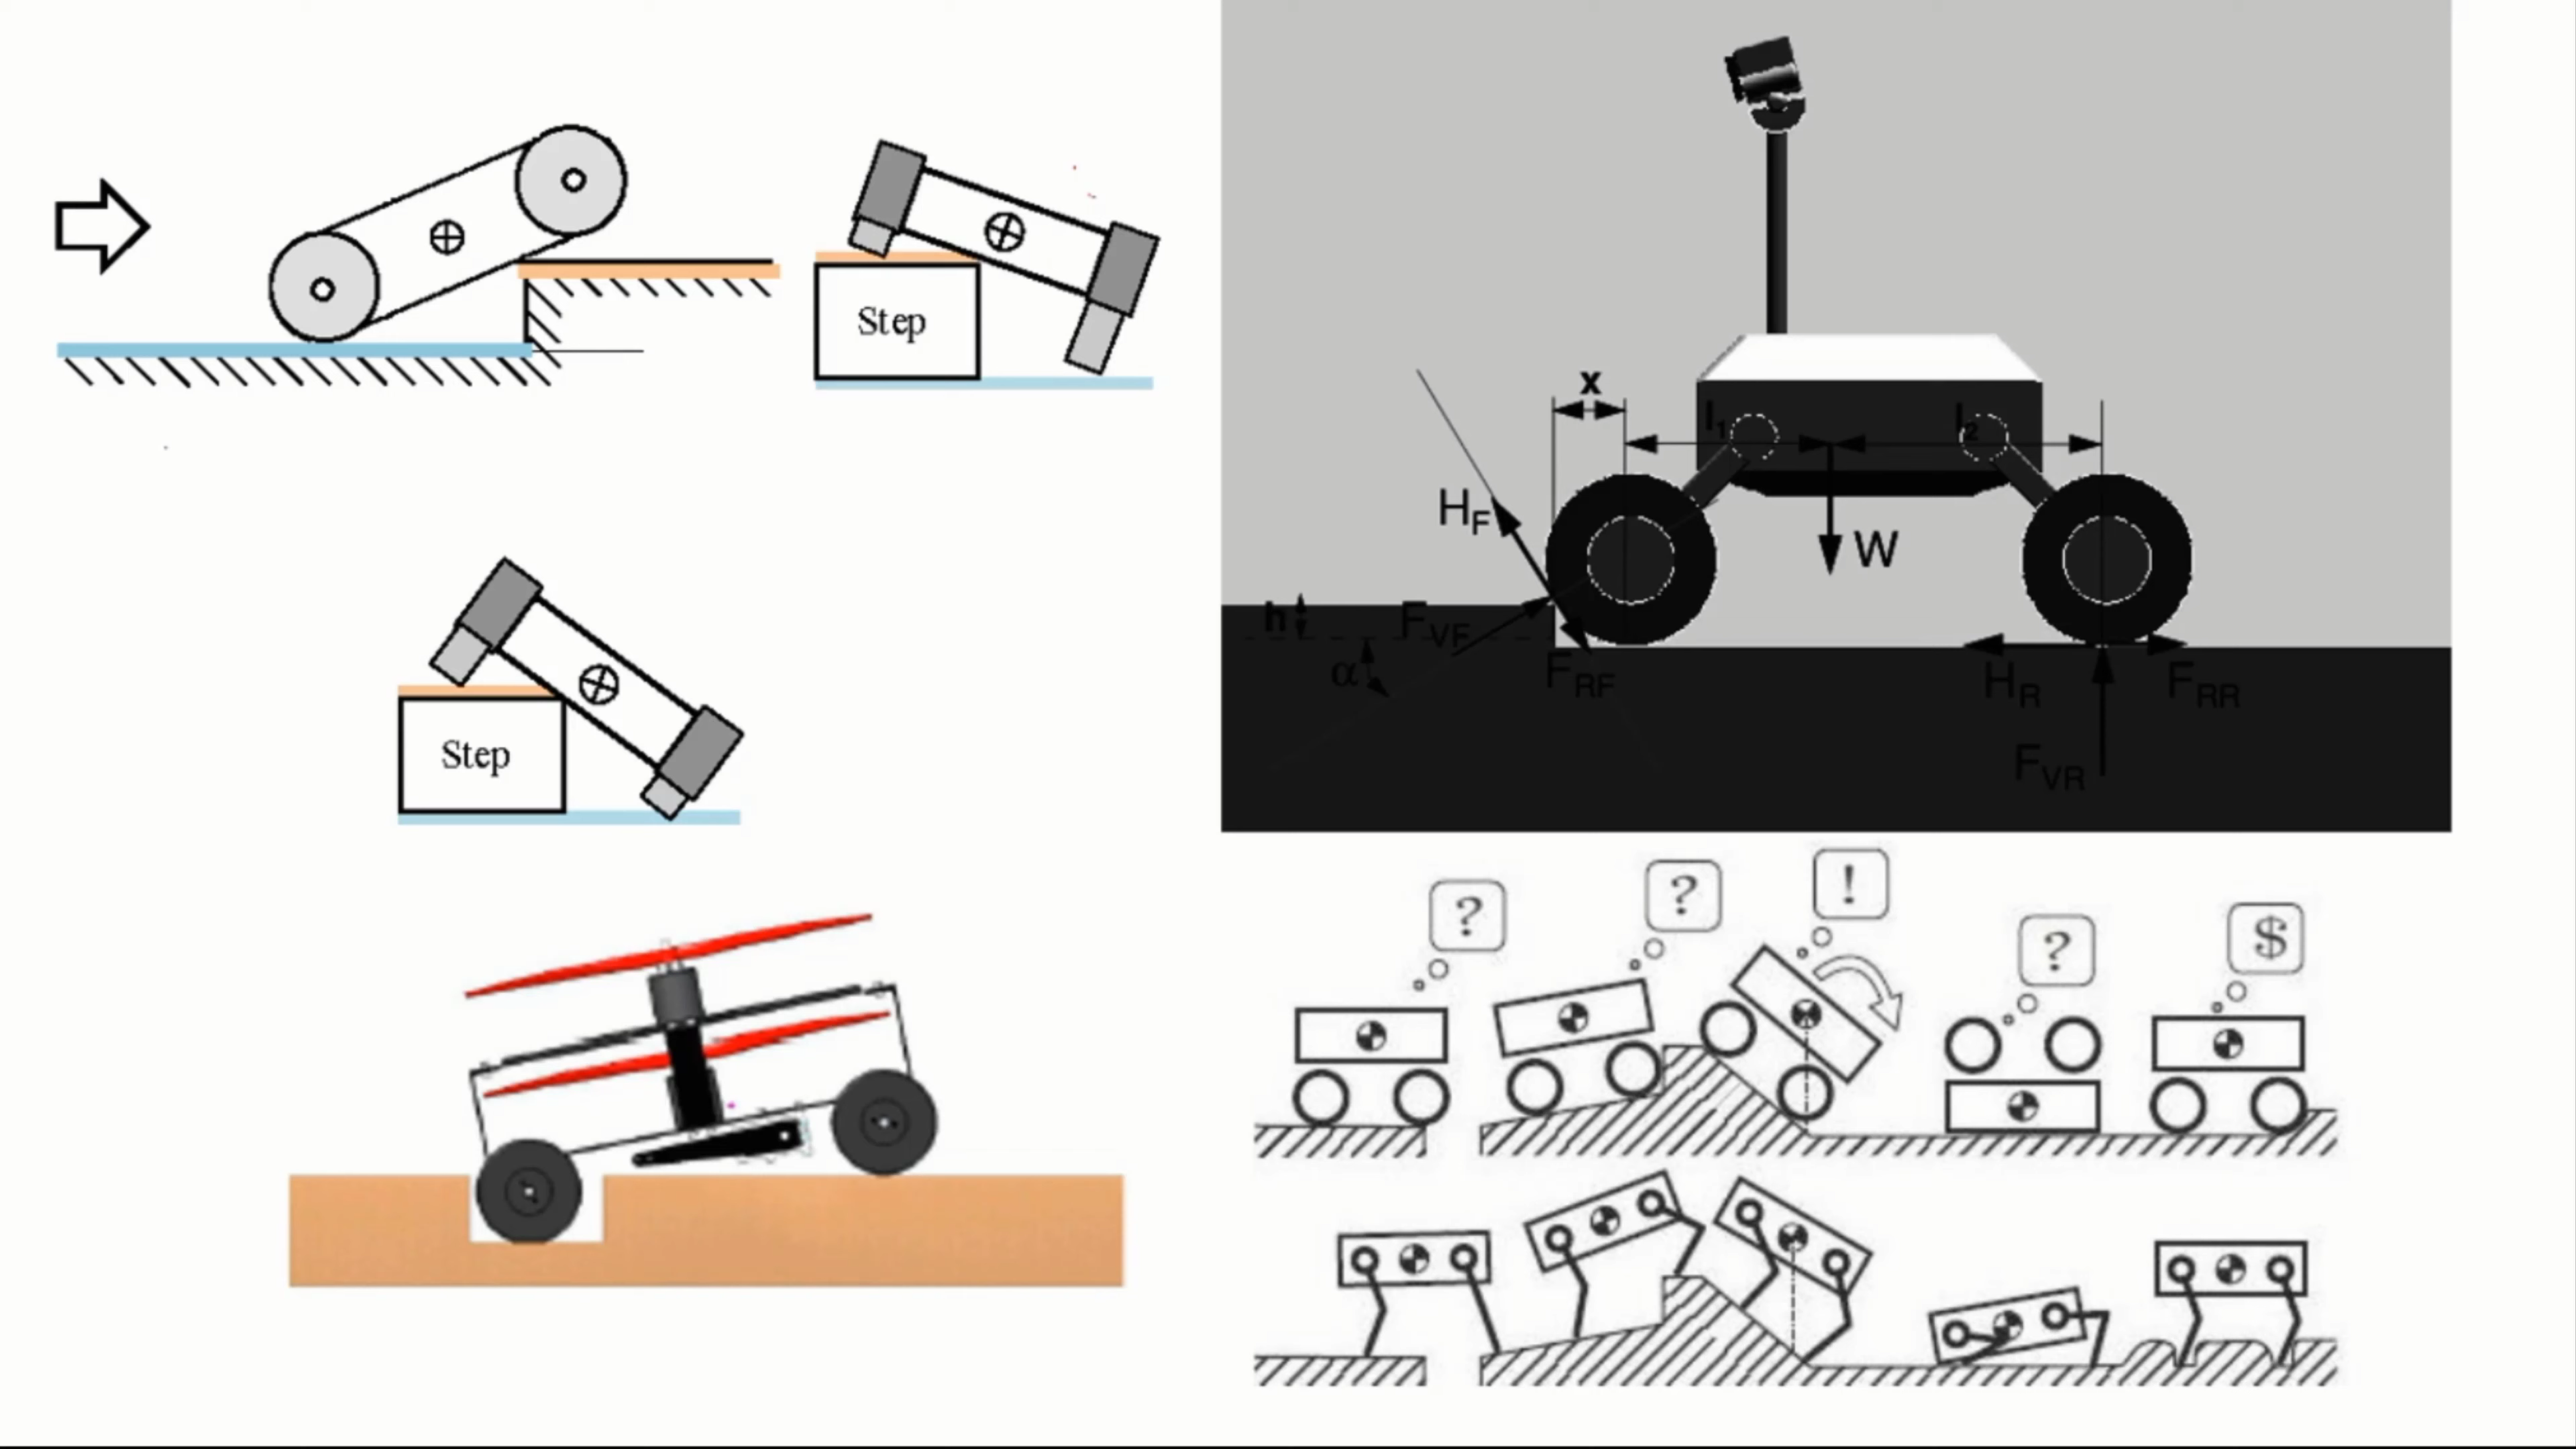 Step
Step
x
l1
l2
HF
W
h
FVF
α
FRF
HR
FRR
FVR
?
?
!
?
$